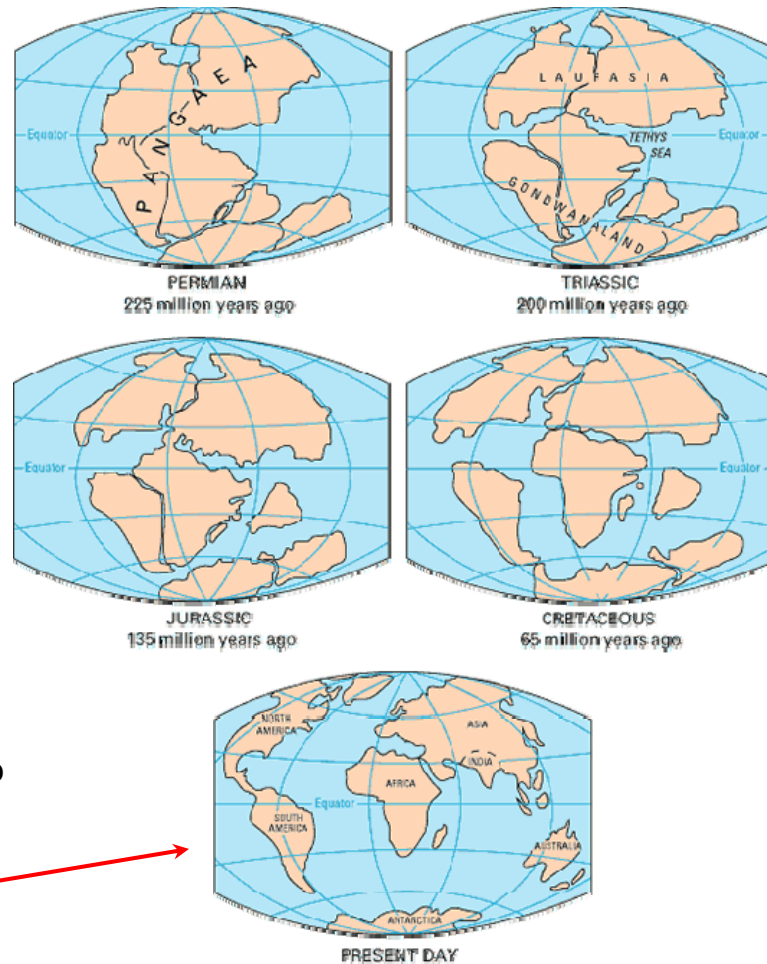 PANGAEA
Equator
PERMIAN
225 million years ago
LAUFASIA
TETHYS
SEA
Equator
GONDWANALAND
TRIASSIC
200 million years ago
Equator
JURASSIC
135 million years ago
Equator
CRETACEOUS
65 million years ago
NORTH
AMERICA
ASIA
INDIA
AFRICA
Equator
SOUTH
AMERICA
AUSTRALIA
ANTARCTICA
PRESENT DAY